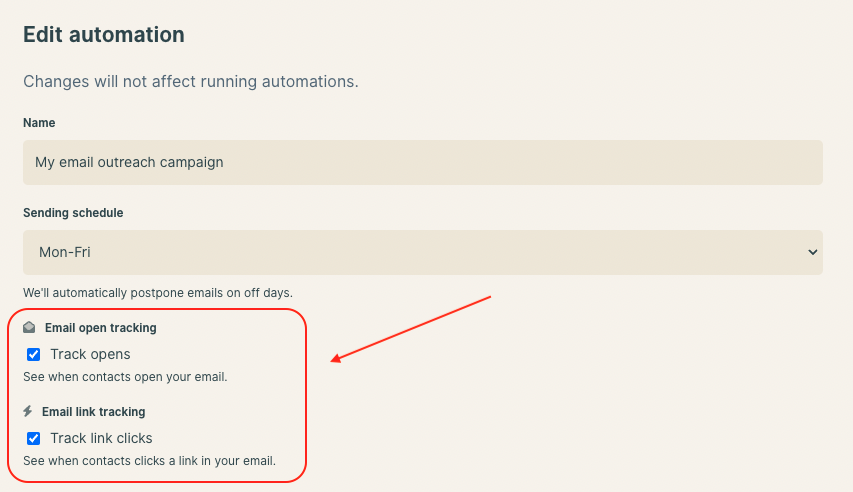 Edit automation
Changes will not affect running automations.
Name
My email outreach campaign
Sending schedule
Mon-Fri
We'll automatically postpone emails on off days.
Email open tracking
Track opens
See when contacts open your email.
Email link tracking
Track link clicks
See when contacts clicks a link in your email.